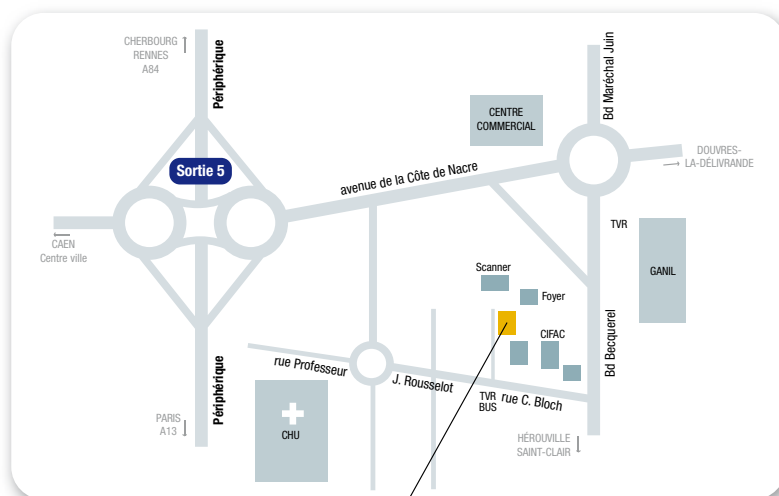 CHERBOURG
RENNES
A84
Périphérique
Bd Maréchal Juin
CENTRE
COMMERCIAL
DOUVRES-
LA-DÉLIVRANDE
Sortie 5
avenue de la Côte de Nacre
TVR
CAEN
Centre ville
GANIL
Scanner
Foyer
CIFAC
Bd Becquerel
rue Professeur
J. Rousselot
TVR
BUS
rue C. Bloch
Périphérique
PARIS
A13
CHU
HÉROUVILLE
SAINT-CLAIR